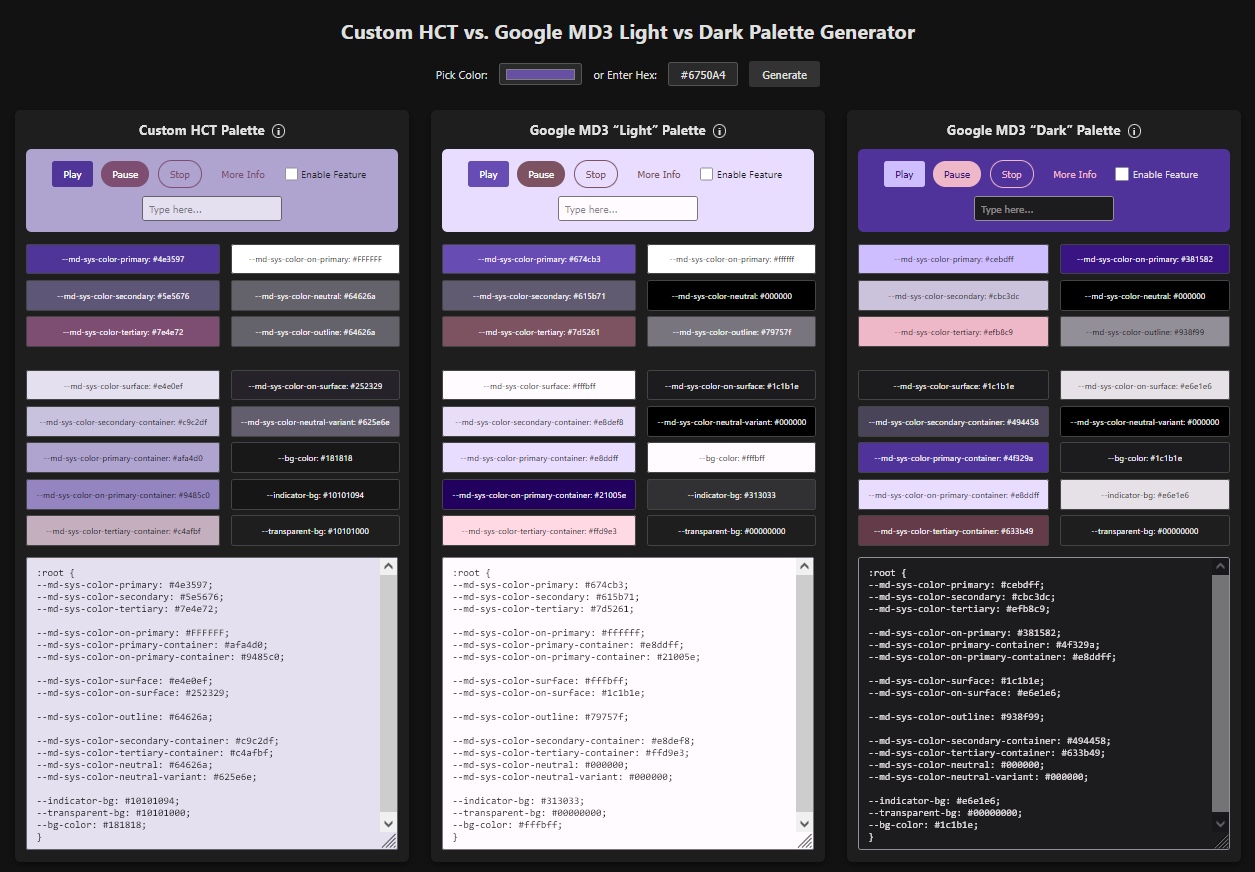 Custom HCT vs. Google MD3 Light vs Dark Palette Generator
Pick Color: or Enter Hex: #6750A4 Generate
Custom HCT Palette
Play Pause Stop More Info Enable Feature
Type here...
--md-sys-color-primary: #4e3597 --md-sys-color-on-primary: #FFFFFF
--md-sys-color-secondary: #5e5676 --md-sys-color-neutral: #64626a
--md-sys-color-tertiary: #7e4e72 --md-sys-color-outline: #64626a
--md-sys-color-surface: #e4e0ef --md-sys-color-on-surface: #252329
--md-sys-color-secondary-container: #c9c2df --md-sys-color-neutral-variant: #625e6e
--md-sys-color-primary-container: #afa4d0 --bg-color: #181818
--md-sys-color-on-primary-container: #9485c0 --indicator-bg: #10101094
--md-sys-color-tertiary-container: #c4afbf --transparent-bg: #10101000
:root {
--md-sys-color-primary: #4e3597;
--md-sys-color-secondary: #5e5676;
--md-sys-color-tertiary: #7e4e72;
--md-sys-color-on-primary: #FFFFFF;
--md-sys-color-primary-container: #afa4d0;
--md-sys-color-on-primary-container: #9485c0;
--md-sys-color-surface: #e4e0ef;
--md-sys-color-on-surface: #252329;
--md-sys-color-outline: #64626a;
--md-sys-color-secondary-container: #c9c2df;
--md-sys-color-tertiary-container: #c4afbf;
--md-sys-color-neutral: #64626a;
--md-sys-color-neutral-variant: #625e6e;
--indicator-bg: #10101094;
--transparent-bg: #10101000;
--bg-color: #181818;
}
Google MD3 “Light” Palette
Play Pause Stop More Info Enable Feature
Type here...
--md-sys-color-primary: #674cb3 --md-sys-color-on-primary: #ffffff
--md-sys-color-secondary: #615b71 --md-sys-color-neutral: #000000
--md-sys-color-tertiary: #7d5261 --md-sys-color-outline: #79757f
--md-sys-color-surface: #fffbff --md-sys-color-on-surface: #1c1b1e
--md-sys-color-secondary-container: #e8def8 --md-sys-color-neutral-variant: #000000
--md-sys-color-primary-container: #e8ddff --bg-color: #fffbff
--md-sys-color-on-primary-container: #21005e --indicator-bg: #313033
--md-sys-color-tertiary-container: #ffd9e3 --transparent-bg: #00000000
:root {
--md-sys-color-primary: #674cb3;
--md-sys-color-secondary: #615b71;
--md-sys-color-tertiary: #7d5261;
--md-sys-color-on-primary: #ffffff;
--md-sys-color-primary-container: #e8ddff;
--md-sys-color-on-primary-container: #21005e;
--md-sys-color-surface: #fffbff;
--md-sys-color-on-surface: #1c1b1e;
--md-sys-color-outline: #79757f;
--md-sys-color-secondary-container: #e8def8;
--md-sys-color-tertiary-container: #ffd9e3;
--md-sys-color-neutral: #000000;
--md-sys-color-neutral-variant: #000000;
--indicator-bg: #313033;
--transparent-bg: #00000000;
--bg-color: #fffbff;
}
Google MD3 “Dark” Palette
Play Pause Stop More Info Enable Feature
Type here...
--md-sys-color-primary: #cebdff --md-sys-color-on-primary: #381582
--md-sys-color-secondary: #cbc3dc --md-sys-color-neutral: #000000
--md-sys-color-tertiary: #efb8c9 --md-sys-color-outline: #938f99
--md-sys-color-surface: #1c1b1e --md-sys-color-on-surface: #e6e1e6
--md-sys-color-secondary-container: #494458 --md-sys-color-neutral-variant: #000000
--md-sys-color-primary-container: #4f329a --bg-color: #1c1b1e
--md-sys-color-on-primary-container: #e8ddff --indicator-bg: #e6e1e6
--md-sys-color-tertiary-container: #633b49 --transparent-bg: #00000000
:root {
--md-sys-color-primary: #cebdff;
--md-sys-color-secondary: #cbc3dc;
--md-sys-color-tertiary: #efb8c9;
--md-sys-color-on-primary: #381582;
--md-sys-color-primary-container: #4f329a;
--md-sys-color-on-primary-container: #e8ddff;
--md-sys-color-surface: #1c1b1e;
--md-sys-color-on-surface: #e6e1e6;
--md-sys-color-outline: #938f99;
--md-sys-color-secondary-container: #494458;
--md-sys-color-tertiary-container: #633b49;
--md-sys-color-neutral: #000000;
--md-sys-color-neutral-variant: #000000;
--indicator-bg: #e6e1e6;
--transparent-bg: #00000000;
--bg-color: #1c1b1e;
}